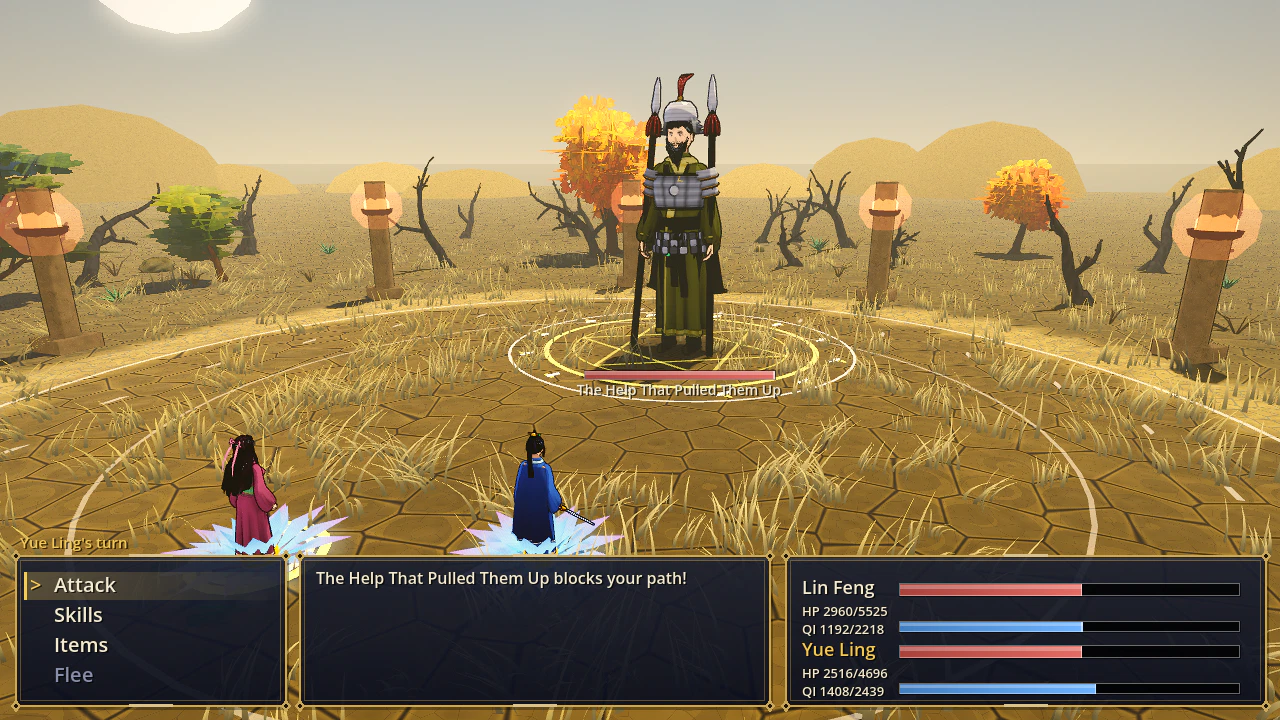 The Help That Pulled Them Up
Yue Ling's turn
> Attack
Skills
Items
Flee
The Help That Pulled Them Up blocks your path!
Lin Feng
HP 2960/5525
QI 1192/2218
Yue Ling
HP 2516/4696
QI 1408/2439